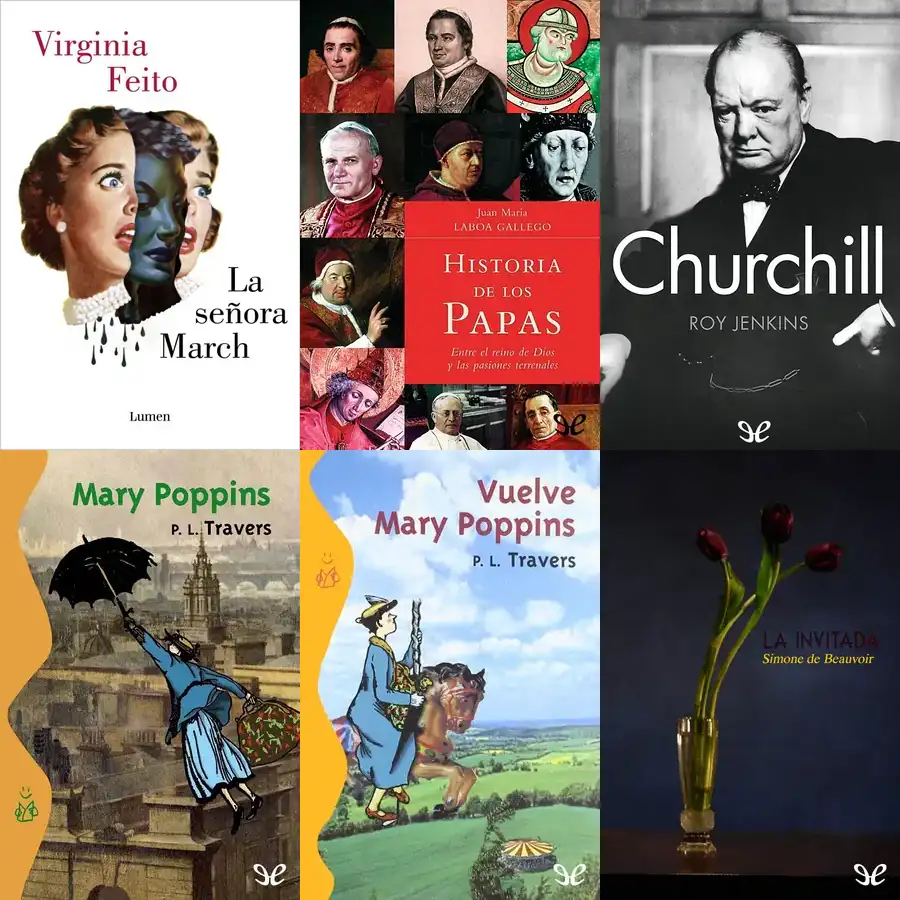 Virginia
Feito
La
señora
March
Lumen
Juan María
LABOA GALLEGO
HISTORIA
DE LOS
PAPAS
Entre el reino de Dios
y las pasiones terrenales
Churchill
ROY JENKINS
Mary Poppins
P. L. Travers
Vuelve
Mary Poppins
P. L. Travers
LA INVITADA
Simone de Beauvoir